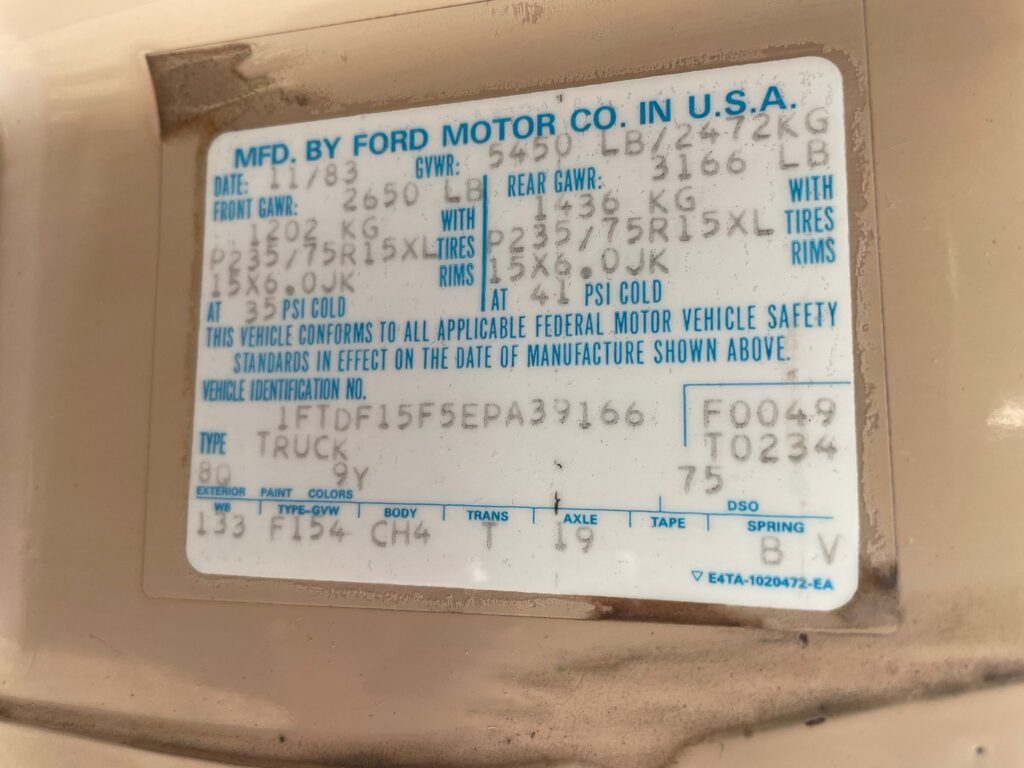 MFD. BY FORD MOTOR CO. IN U.S.A.
DATE: 11/83 GVWR: 5450 LB/2472KG
FRONT GAWR: 2650 LB REAR GAWR: 3166 LB
1202 KG WITH 1436 KG WITH
P235/75R15XL TIRES P235/75R15XL TIRES
15X6.0JK RIMS 15X6.0JK RIMS
AT 35 PSI COLD AT 41 PSI COLD
THIS VEHICLE CONFORMS TO ALL APPLICABLE FEDERAL MOTOR VEHICLE SAFETY
STANDARDS IN EFFECT ON THE DATE OF MANUFACTURE SHOWN ABOVE.
VEHICLE IDENTIFICATION NO.
1FTDF15F5EPA39166 F0049
TYPE TRUCK T0234
8Q 9Y 75
EXTERIOR PAINT COLORS DSO
WB TYPE-GVW BODY TRANS AXLE TAPE SPRING
133 F154 CH4 T 19 B V
▽ E4TA-1020472-EA